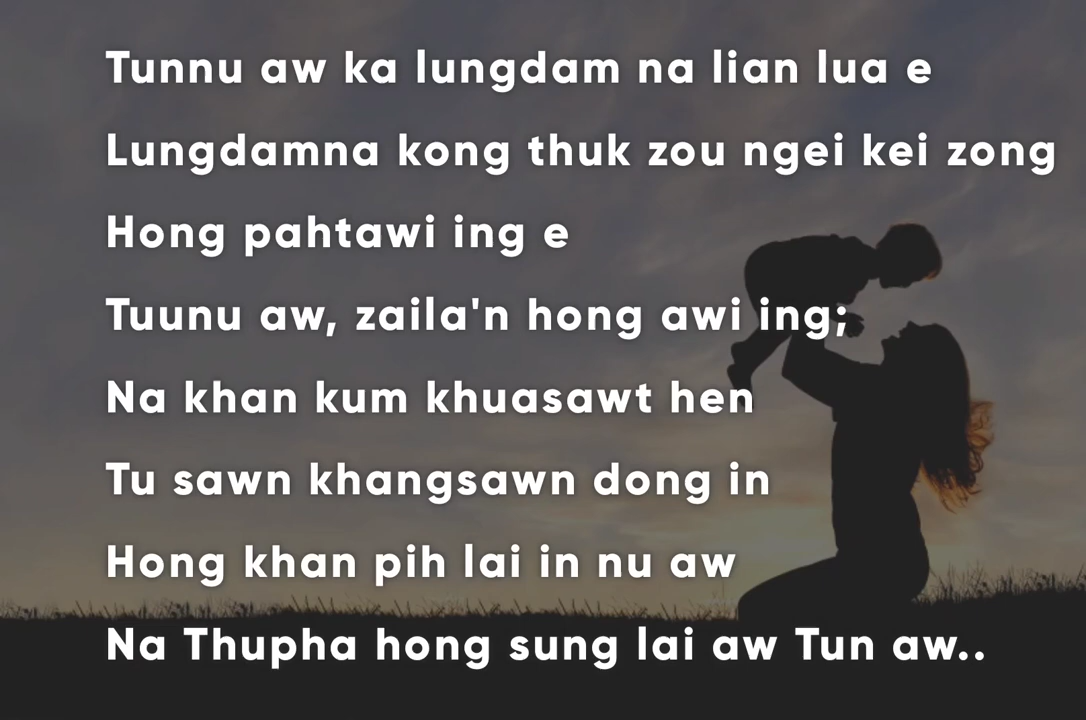 Tunnu aw ka lungdam na lian lua e
Lungdamna kong thuk zou ngei kei zong
Hong pahtawi ing e
Tuunu aw, zaila'n hong awi ing;
Na khan kum khuasawt hen
Tu sawn khangsawn dong in
Hong khan pih lai in nu aw
Na Thupha hong sung lai aw Tun aw..